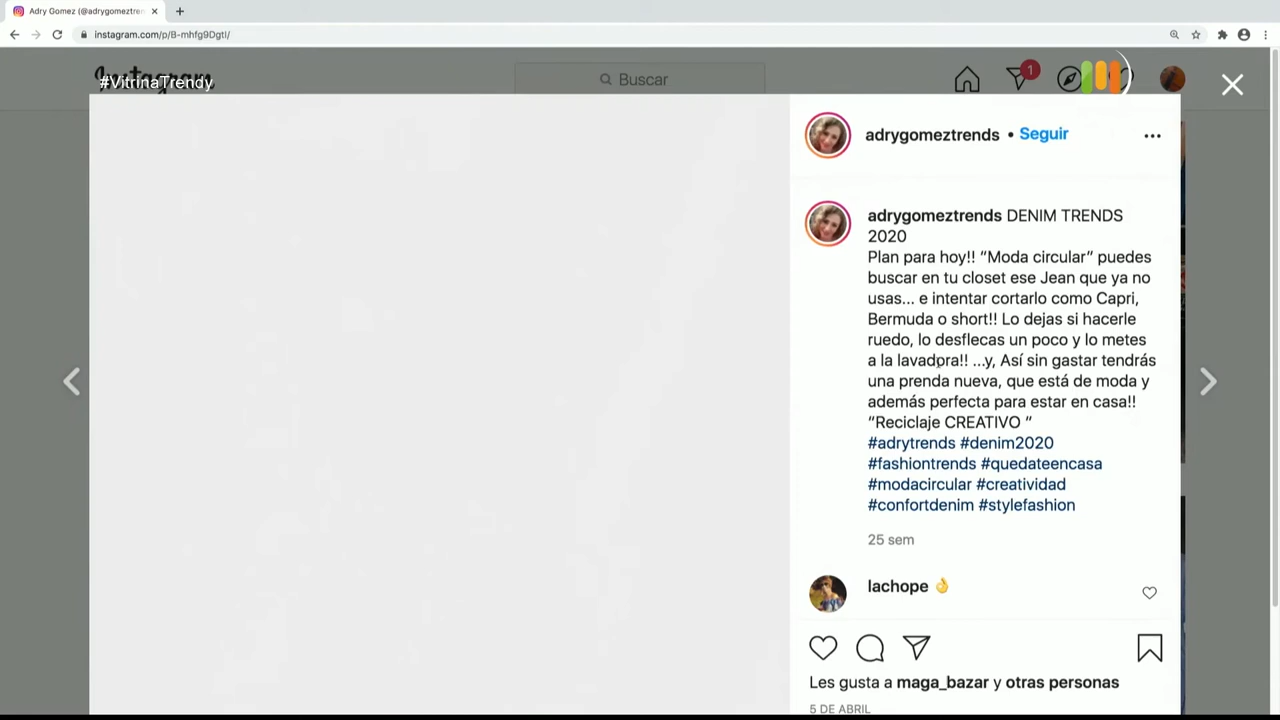 Adry Gomez (@adrygomeztren
instagram.com/p/B-mhfg9Dgtl/
Instagram
#VitrinaTrendy
Buscar
1
adrygomeztrends • Seguir
adrygomeztrends DENIM TRENDS
2020
Plan para hoy!! “Moda circular” puedes
buscar en tu closet ese Jean que ya no
usas... e intentar cortarlo como Capri,
Bermuda o short!! Lo dejas si hacerle
ruedo, lo desflecas un poco y lo metes
a la lavadora!! ...y, Así sin gastar tendrás
una prenda nueva, que está de moda y
además perfecta para estar en casa!!
“Reciclaje CREATIVO ”
#adrytrends #denim2020
#fashiontrends #quedateencasa
#modacircular #creatividad
#confortdenim #stylefashion
25 sem
lachope 👌
Les gusta a maga_bazar y otras personas
5 DE ABRIL